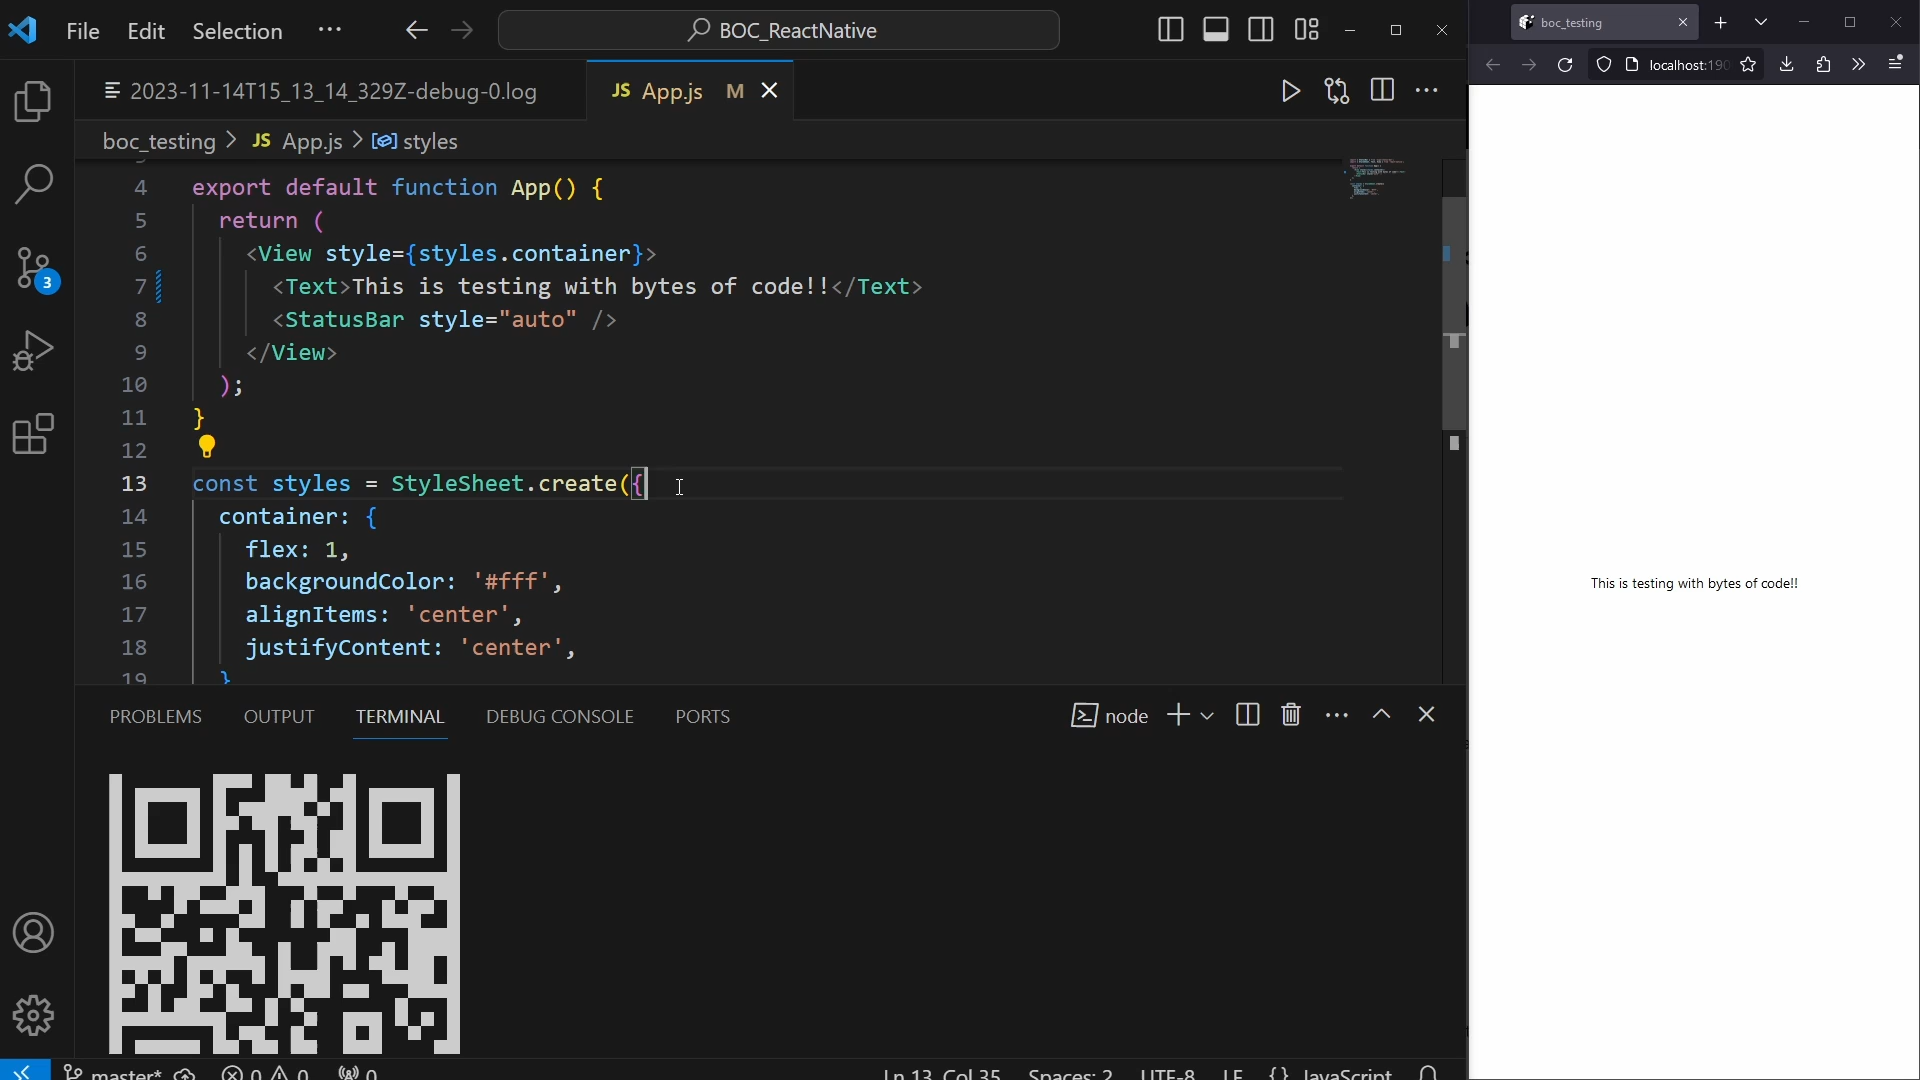 File Edit Selection ···
BOC_ReactNative
2023-11-14T15_13_14_329Z-debug-0.log
JS App.js M
boc_testing > JS App.js > styles
4 export default function App() {
5 return (
6 <View style={styles.container}>
7 <Text>This is testing with bytes of code!!</Text>
8 <StatusBar style="auto" />
9 </View>
10 );
11 }
12
13 const styles = StyleSheet.create({
14 container: {
15 flex: 1,
16 backgroundColor: '#fff',
17 alignItems: 'center',
18 justifyContent: 'center',
19 }
3
PROBLEMS OUTPUT TERMINAL DEBUG CONSOLE PORTS
node
master* 0 0 0
Ln 13, Col 35 Spaces: 2 UTF-8 LF {} JavaScript
boc_testing
localhost:190
This is testing with bytes of code!!